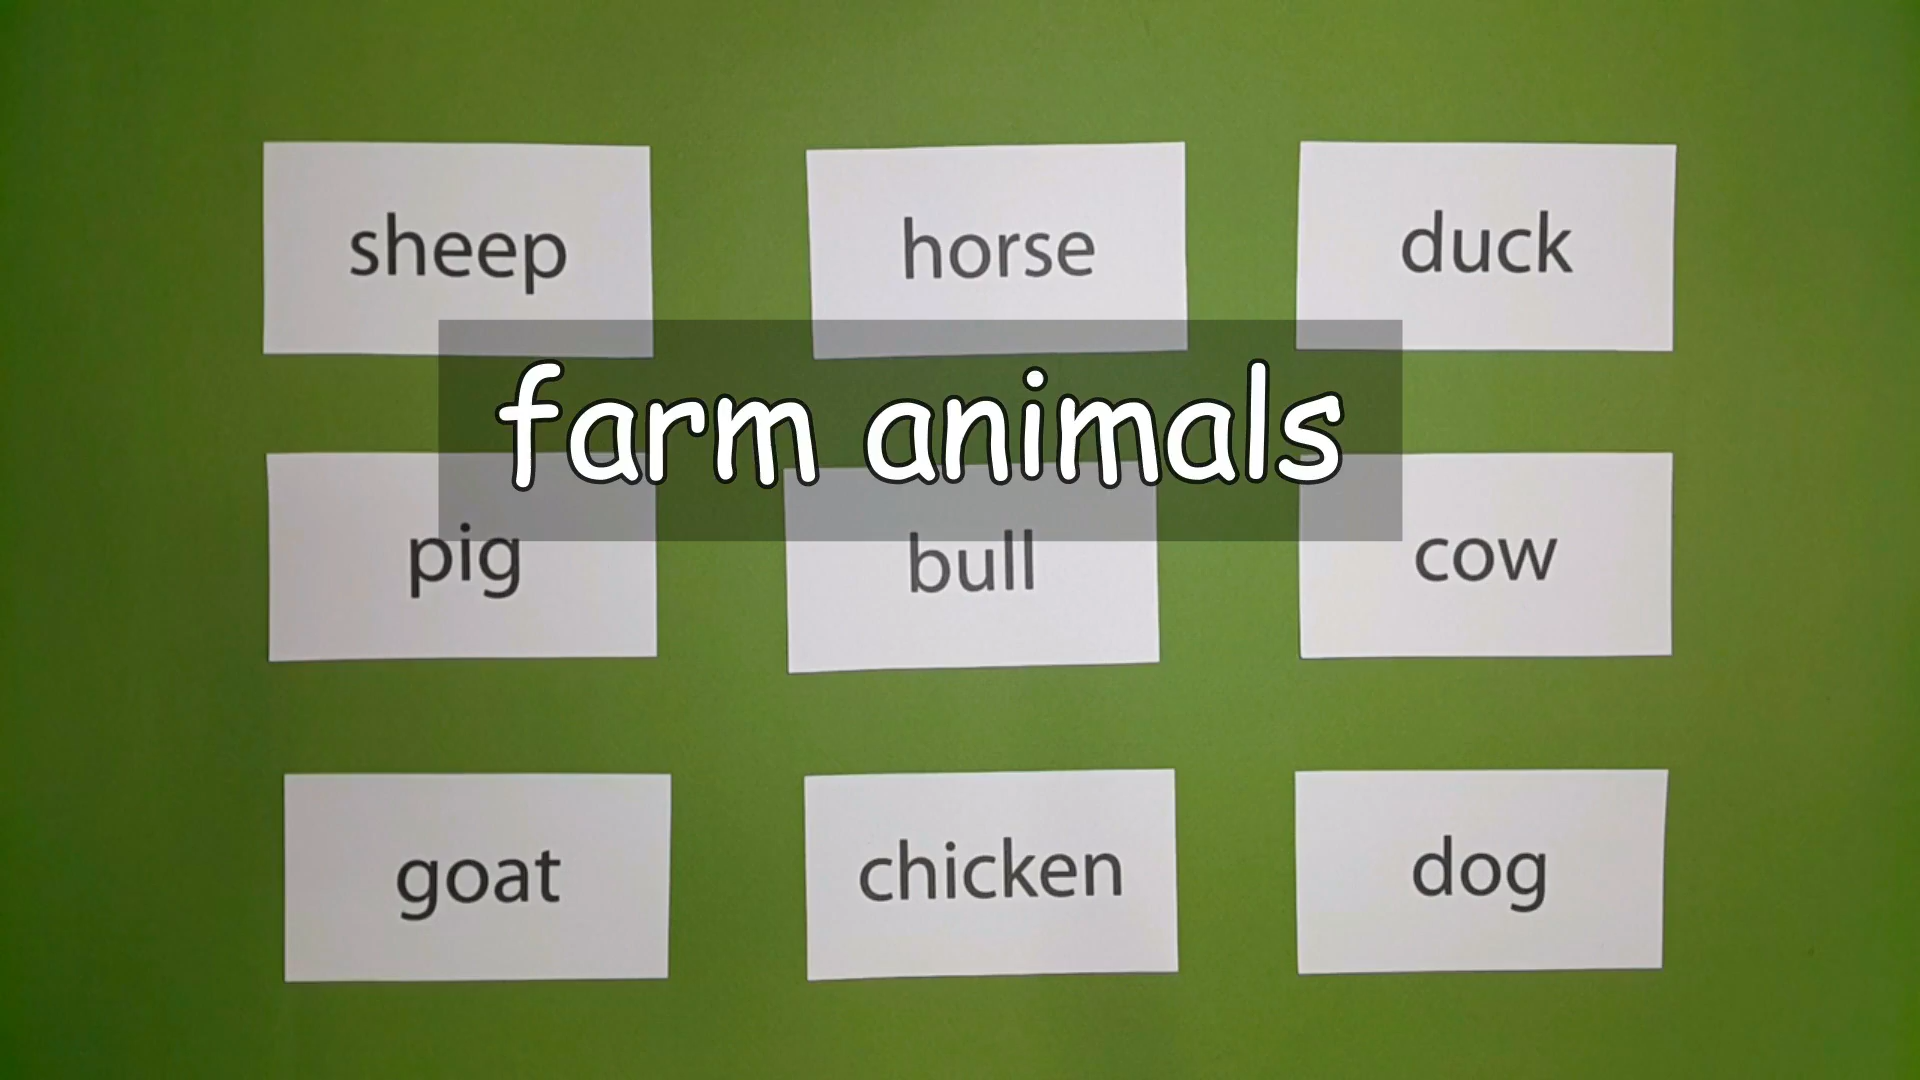 sheep horse duck
farm animals
pig bull cow
goat chicken dog